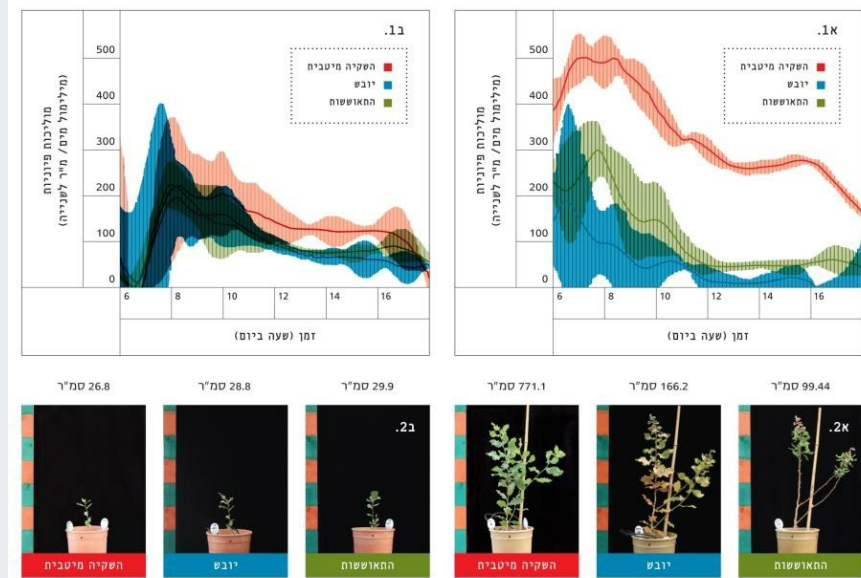 א1.
השקיה מיטבית
יובש
התאוששות
מוליכות פיוניות
(מילימול מים/ מ"ר לשנייה)
500
400
300
200
100
0
6 8 10 12 14 16
זמן (שעה ביום)
ב1.
השקיה מיטבית
יובש
התאוששות
מוליכות פיוניות
(מילימול מים/ מ"ר לשנייה)
500
400
300
200
100
0
6 8 10 12 14 16
זמן (שעה ביום)
99.44 סמ"ר
166.2 סמ"ר
771.1 סמ"ר
29.9 סמ"ר
28.8 סמ"ר
26.8 סמ"ר
א2.
התאוששות
יובש
השקיה מיטבית
ב2.
התאוששות
יובש
השקיה מיטבית